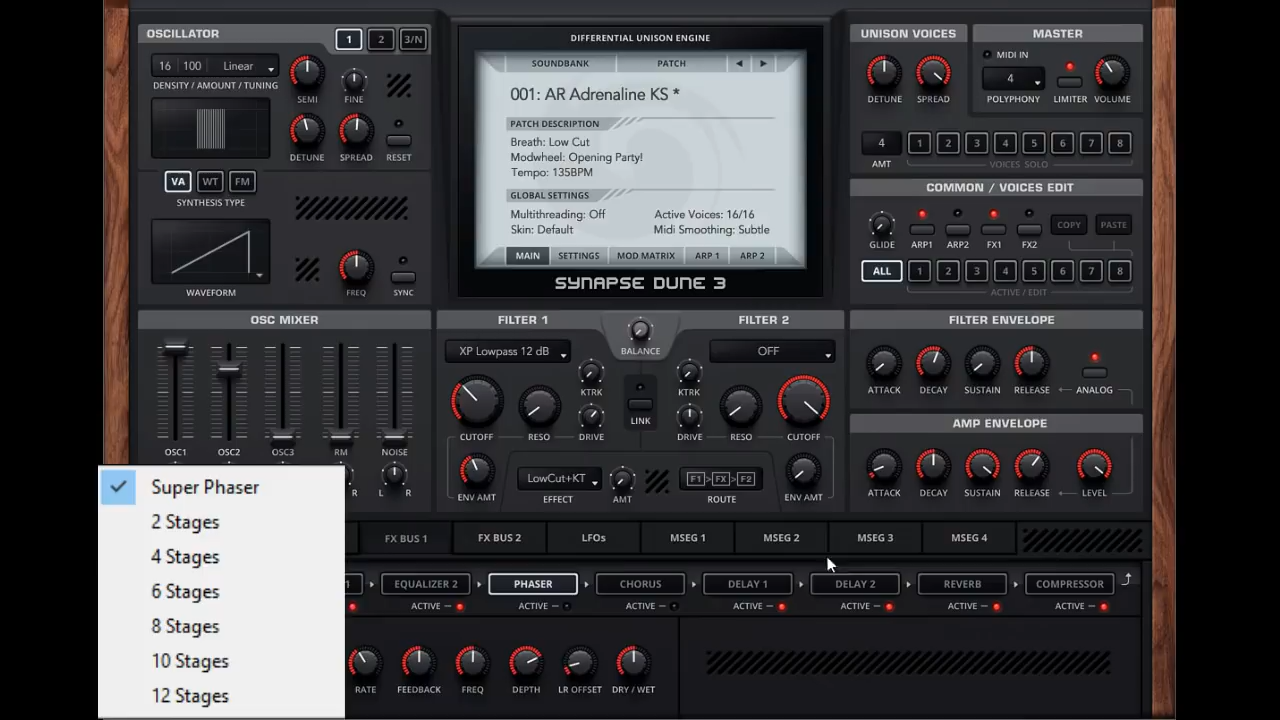 OSCILLATOR
1 2 3/N
16 100 Linear
DENSITY / AMOUNT / TUNING
SEMI
FINE
DETUNE
SPREAD
RESET
VA WT FM
SYNTHESIS TYPE
WAVEFORM
FREQ
SYNC
DIFFERENTIAL UNISON ENGINE
SOUNDBANK
PATCH
001: AR Adrenaline KS *
PATCH DESCRIPTION
Breath: Low Cut
Modwheel: Opening Party!
Tempo: 135BPM
GLOBAL SETTINGS
Multithreading: Off
Active Voices: 16/16
Skin: Default
Midi Smoothing: Subtle
MAIN
SETTINGS
MOD MATRIX
ARP 1
ARP 2
SYNAPSE DUNE 3
UNISON VOICES
DETUNE
SPREAD
MASTER
MIDI IN
4
POLYPHONY
LIMITER
VOLUME
4
AMT
1 2 3 4 5 6 7 8
VOICES SOLO
COMMON / VOICES EDIT
GLIDE
ARP1
ARP2
FX1
FX2
COPY
PASTE
ALL 1 2 3 4 5 6 7 8
ACTIVE / EDIT
OSC MIXER
OSC1
OSC2
OSC3
RM
NOISE
R
L R
FILTER 1
BALANCE
FILTER 2
XP Lowpass 12 dB
OFF
CUTOFF
RESO
KTRK
DRIVE
LINK
KTRK
DRIVE
RESO
CUTOFF
ENV AMT
LowCut+KT
EFFECT
AMT
F1 > FX > F2
ROUTE
ENV AMT
FILTER ENVELOPE
ATTACK
DECAY
SUSTAIN
RELEASE
ANALOG
AMP ENVELOPE
ATTACK
DECAY
SUSTAIN
RELEASE
LEVEL
Super Phaser
2 Stages
4 Stages
6 Stages
8 Stages
10 Stages
12 Stages
FX BUS 1
FX BUS 2
LFOs
MSEG 1
MSEG 2
MSEG 3
MSEG 4
1
EQUALIZER 2
PHASER
CHORUS
DELAY 1
DELAY 2
REVERB
COMPRESSOR
ACTIVE
ACTIVE
ACTIVE
ACTIVE
ACTIVE
ACTIVE
ACTIVE
RATE
FEEDBACK
FREQ
DEPTH
LR OFFSET
DRY / WET